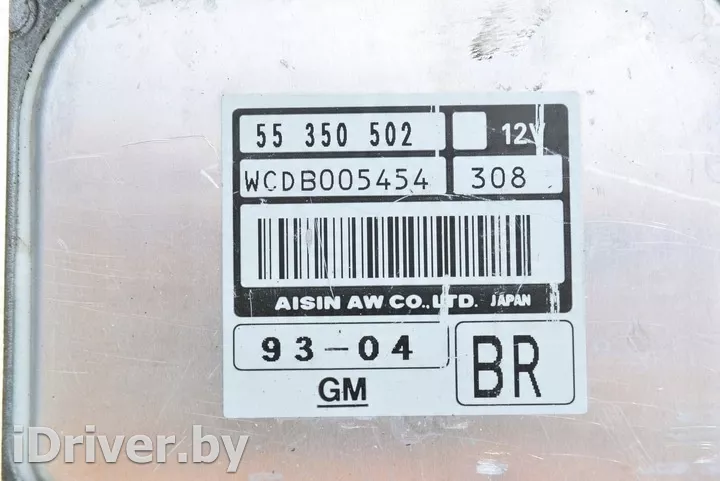 55 350 502 12V
WCDB005454 308
AISIN AW CO.,LTD. JAPAN
93-04 BR
GM
iDriver.by